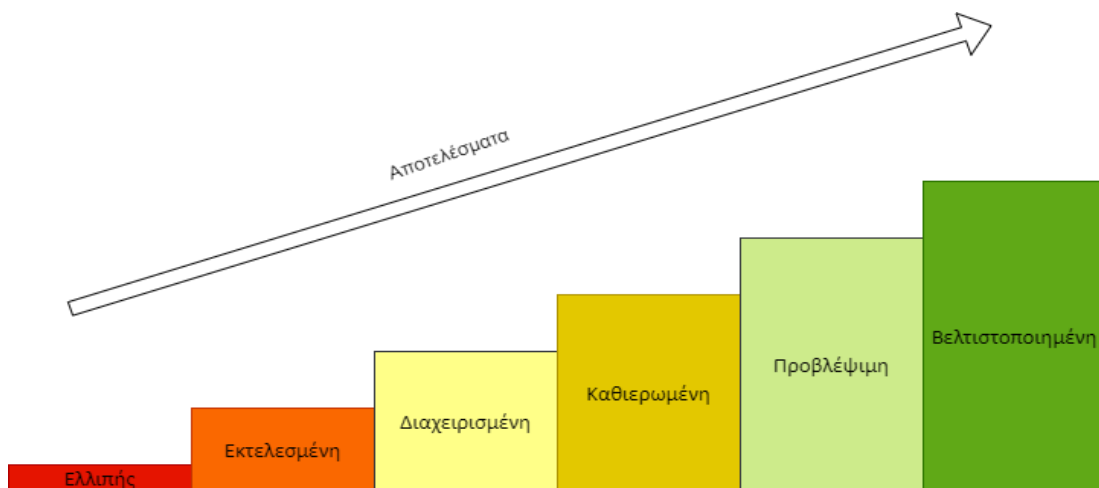 Αποτελέσματα
Ελλιπής
Εκτελεσμένη
Διαχειρισμένη
Καθιερωμένη
Προβλέψιμη
Βελτιστοποιημένη